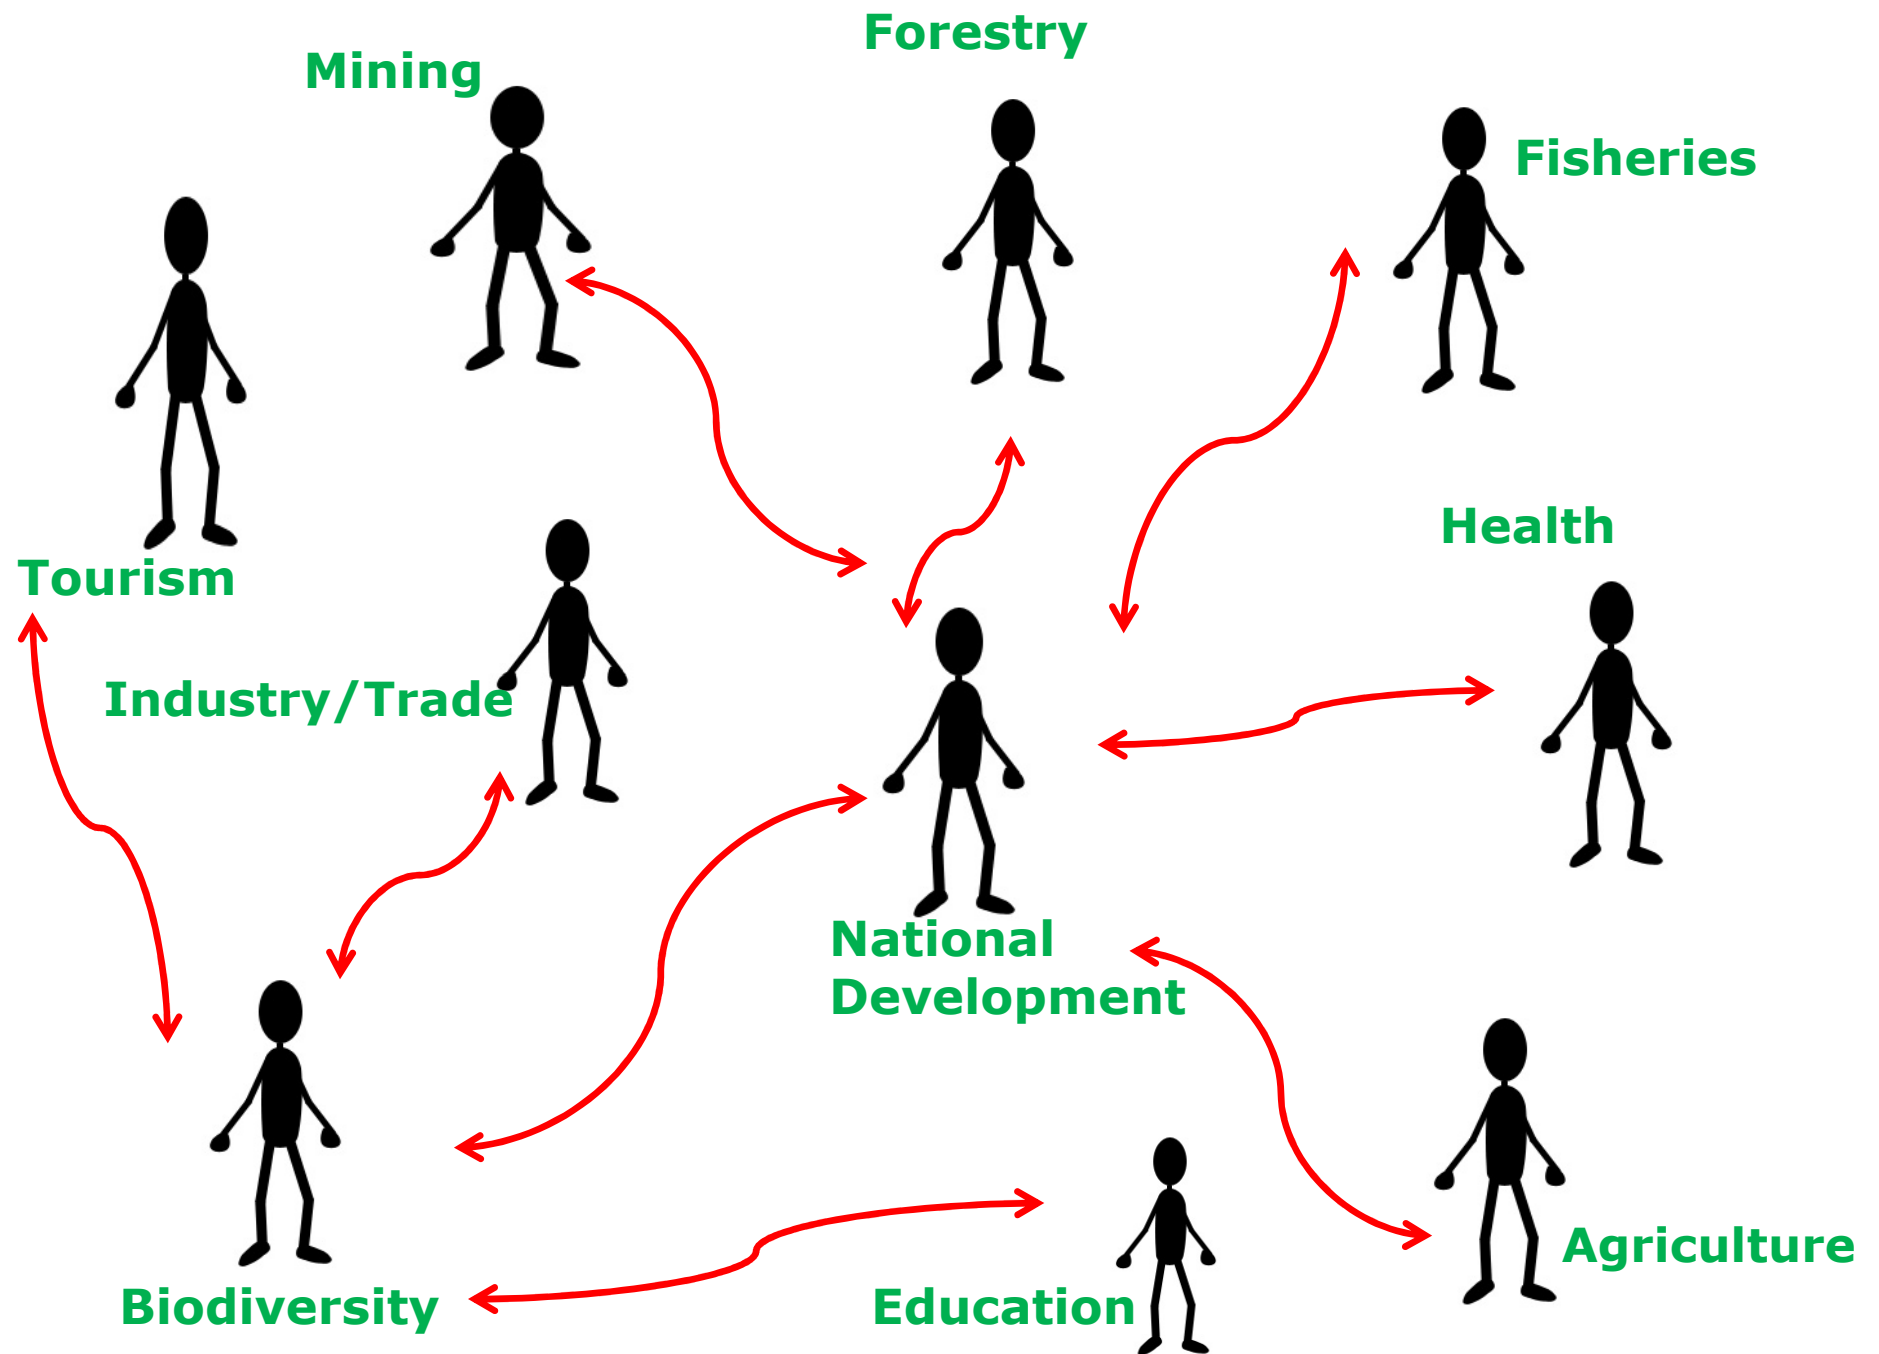 Forestry
Mining
Fisheries
Health
Tourism
Industry/Trade
National
Development
Agriculture
Biodiversity
Education